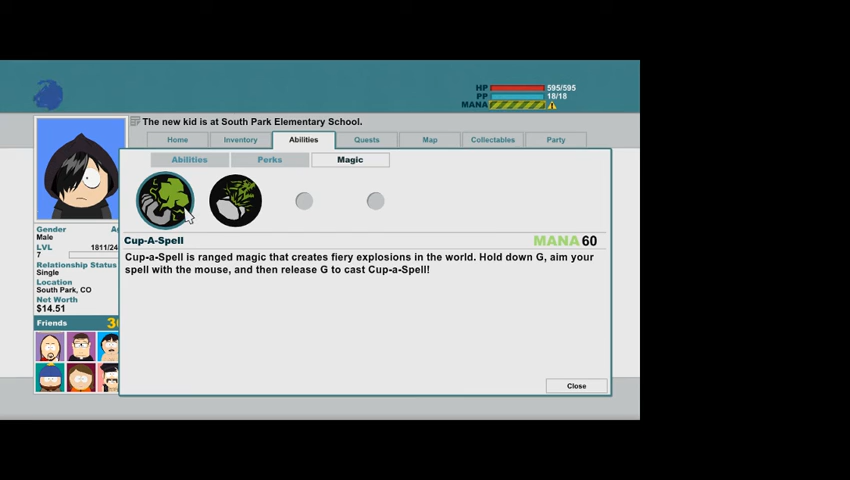 HP 595/595
PP 18/18
MANA
The new kid is at South Park Elementary School.
Home Inventory Abilities Quests Map Collectables Party
Abilities Perks Magic
Gender
Male
LVL 1811/24
7
Relationship Status
Single
Location
South Park, CO
Net Worth
$14.51
Friends
Cup-A-Spell MANA 60
Cup-a-Spell is ranged magic that creates fiery explosions in the world. Hold down G, aim your
spell with the mouse, and then release G to cast Cup-a-Spell!
Close